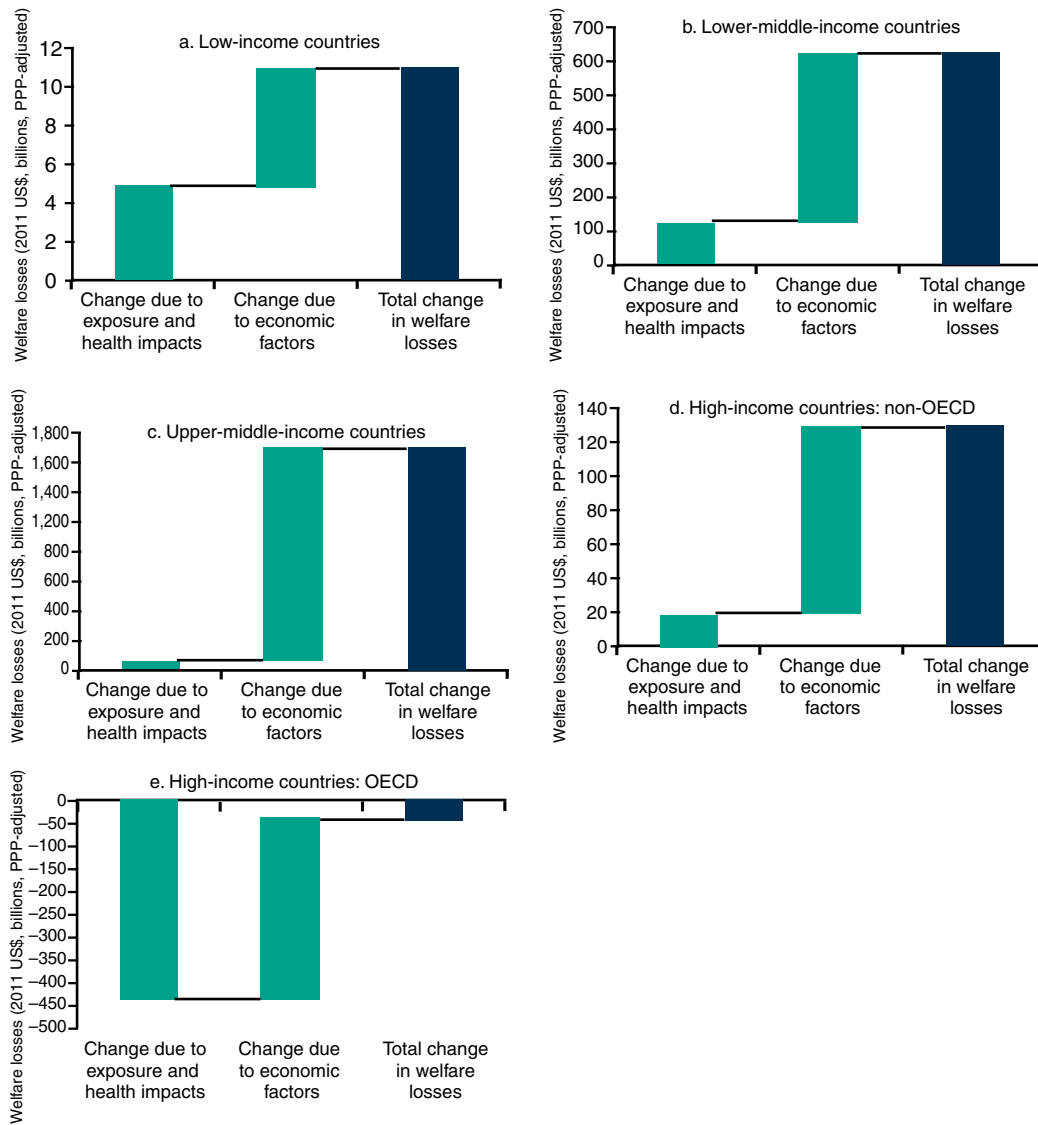 a. Low-income countries
Welfare losses (2011 US$, billions, PPP-adjusted)
12
10
8
6
4
2
0
Change due to
exposure and
health impacts
Change due
to economic
factors
Total change
in welfare
losses
b. Lower-middle-income countries
Welfare losses (2011 US$, billions, PPP-adjusted)
700
600
500
400
300
200
100
0
Change due to
exposure and
health impacts
Change due
to economic
factors
Total change
in welfare
losses
c. Upper-middle-income countries
Welfare losses (2011 US$, billions, PPP-adjusted)
1,800
1,600
1,400
1,200
1,000
800
600
400
200
0
Change due to
exposure and
health impacts
Change due
to economic
factors
Total change
in welfare
losses
d. High-income countries: non-OECD
Welfare losses (2011 US$, billions, PPP-adjusted)
140
120
100
80
60
40
20
0
Change due to
exposure and
health impacts
Change due
to economic
factors
Total change
in welfare
losses
e. High-income countries: OECD
Welfare losses (2011 US$, billions, PPP-adjusted)
0
–50
–100
–150
–200
–250
–300
–350
–400
–450
–500
Change due to
exposure and
health impacts
Change due
to economic
factors
Total change
in welfare
losses